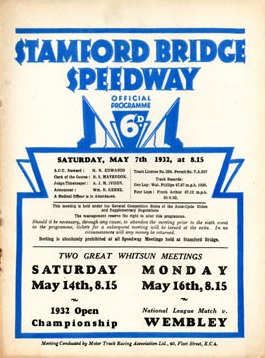 STAMFORD BRIDGE
SPEEDWAY
OFFICIAL
PROGRAMME
6D
SATURDAY, MAY 7th 1932, at 8.15
A.C.U. Steward : H. N. EDWARDS
Clerk of the Course :
Judge/Timekeeper : A. J. M. IVISON.
Announcer :
A Medical Officer is in Attendance.
Track Records:
This meeting is held under the General Competition Rules of the Auto-Cycle Union
and Supplementary Regulations
The management reserve the right to alter this programme.
Should it be necessary, through any cause, to abandon the meeting prior to the sixth event
in the programme, tickets for a subsequent meeting will be issued at the exits. In no
circumstances will any money be returned.
Betting is absolutely prohibited at all Speedway Meetings held at Stamford Bridge.
TWO GREAT WHITSUN MEETINGS
SATURDAY
May 14th, 8.15
~
1932 Open
Championship
MONDAY
May 16th, 8.15
~
National League Match v.
WEMBLEY
Meeting Conducted by Motor Track Racing Association Ltd., 40, Fleet Street, E.C.4.